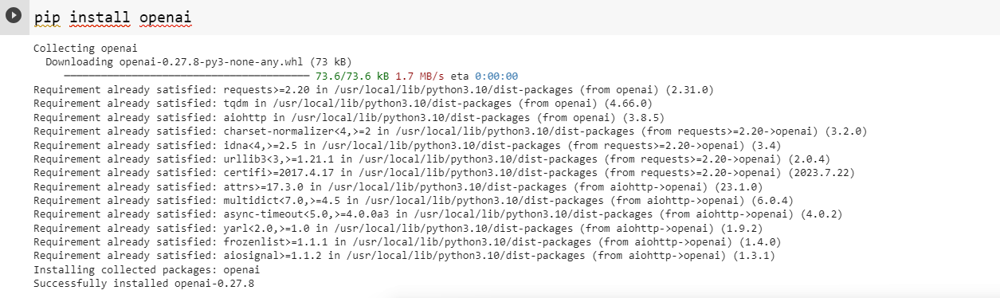 pip install openai
Collecting openai
Downloading openai-0.27.8-py3-none-any.whl (73 kB)
73.6/73.6 kB 1.7 MB/s eta 0:00:00
Requirement already satisfied: requests>=2.20 in /usr/local/lib/python3.10/dist-packages (from openai) (2.31.0)
Requirement already satisfied: tqdm in /usr/local/lib/python3.10/dist-packages (from openai) (4.66.0)
Requirement already satisfied: aiohttp in /usr/local/lib/python3.10/dist-packages (from openai) (3.8.5)
Requirement already satisfied: charset-normalizer<4,>=2 in /usr/local/lib/python3.10/dist-packages (from requests>=2.20->openai) (3.2.0)
Requirement already satisfied: idna<4,>=2.5 in /usr/local/lib/python3.10/dist-packages (from requests>=2.20->openai) (3.4)
Requirement already satisfied: urllib3<3,>=1.21.1 in /usr/local/lib/python3.10/dist-packages (from requests>=2.20->openai) (2.0.4)
Requirement already satisfied: certifi>=2017.4.17 in /usr/local/lib/python3.10/dist-packages (from requests>=2.20->openai) (2023.7.22)
Requirement already satisfied: attrs>=17.3.0 in /usr/local/lib/python3.10/dist-packages (from aiohttp->openai) (23.1.0)
Requirement already satisfied: multidict<7.0,>=4.5 in /usr/local/lib/python3.10/dist-packages (from aiohttp->openai) (6.0.4)
Requirement already satisfied: async-timeout<5.0,>=4.0.0a3 in /usr/local/lib/python3.10/dist-packages (from aiohttp->openai) (4.0.2)
Requirement already satisfied: yarl<2.0,>=1.0 in /usr/local/lib/python3.10/dist-packages (from aiohttp->openai) (1.9.2)
Requirement already satisfied: frozenlist>=1.1.1 in /usr/local/lib/python3.10/dist-packages (from aiohttp->openai) (1.4.0)
Requirement already satisfied: aiosignal>=1.1.2 in /usr/local/lib/python3.10/dist-packages (from aiohttp->openai) (1.3.1)
Installing collected packages: openai
Successfully installed openai-0.27.8